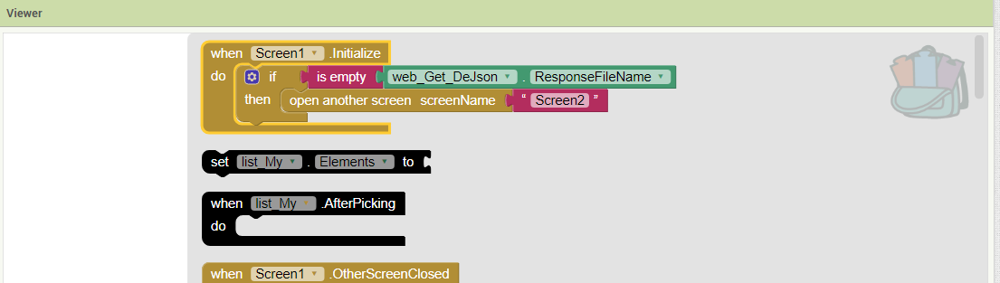 Viewer
when Screen1 .Initialize
do if is empty web_Get_DeJson . ResponseFileName
then open another screen screenName “ Screen2 ”
set list_My . Elements to
when list_My .AfterPicking
do
when Screen1 .OtherScreenClosed